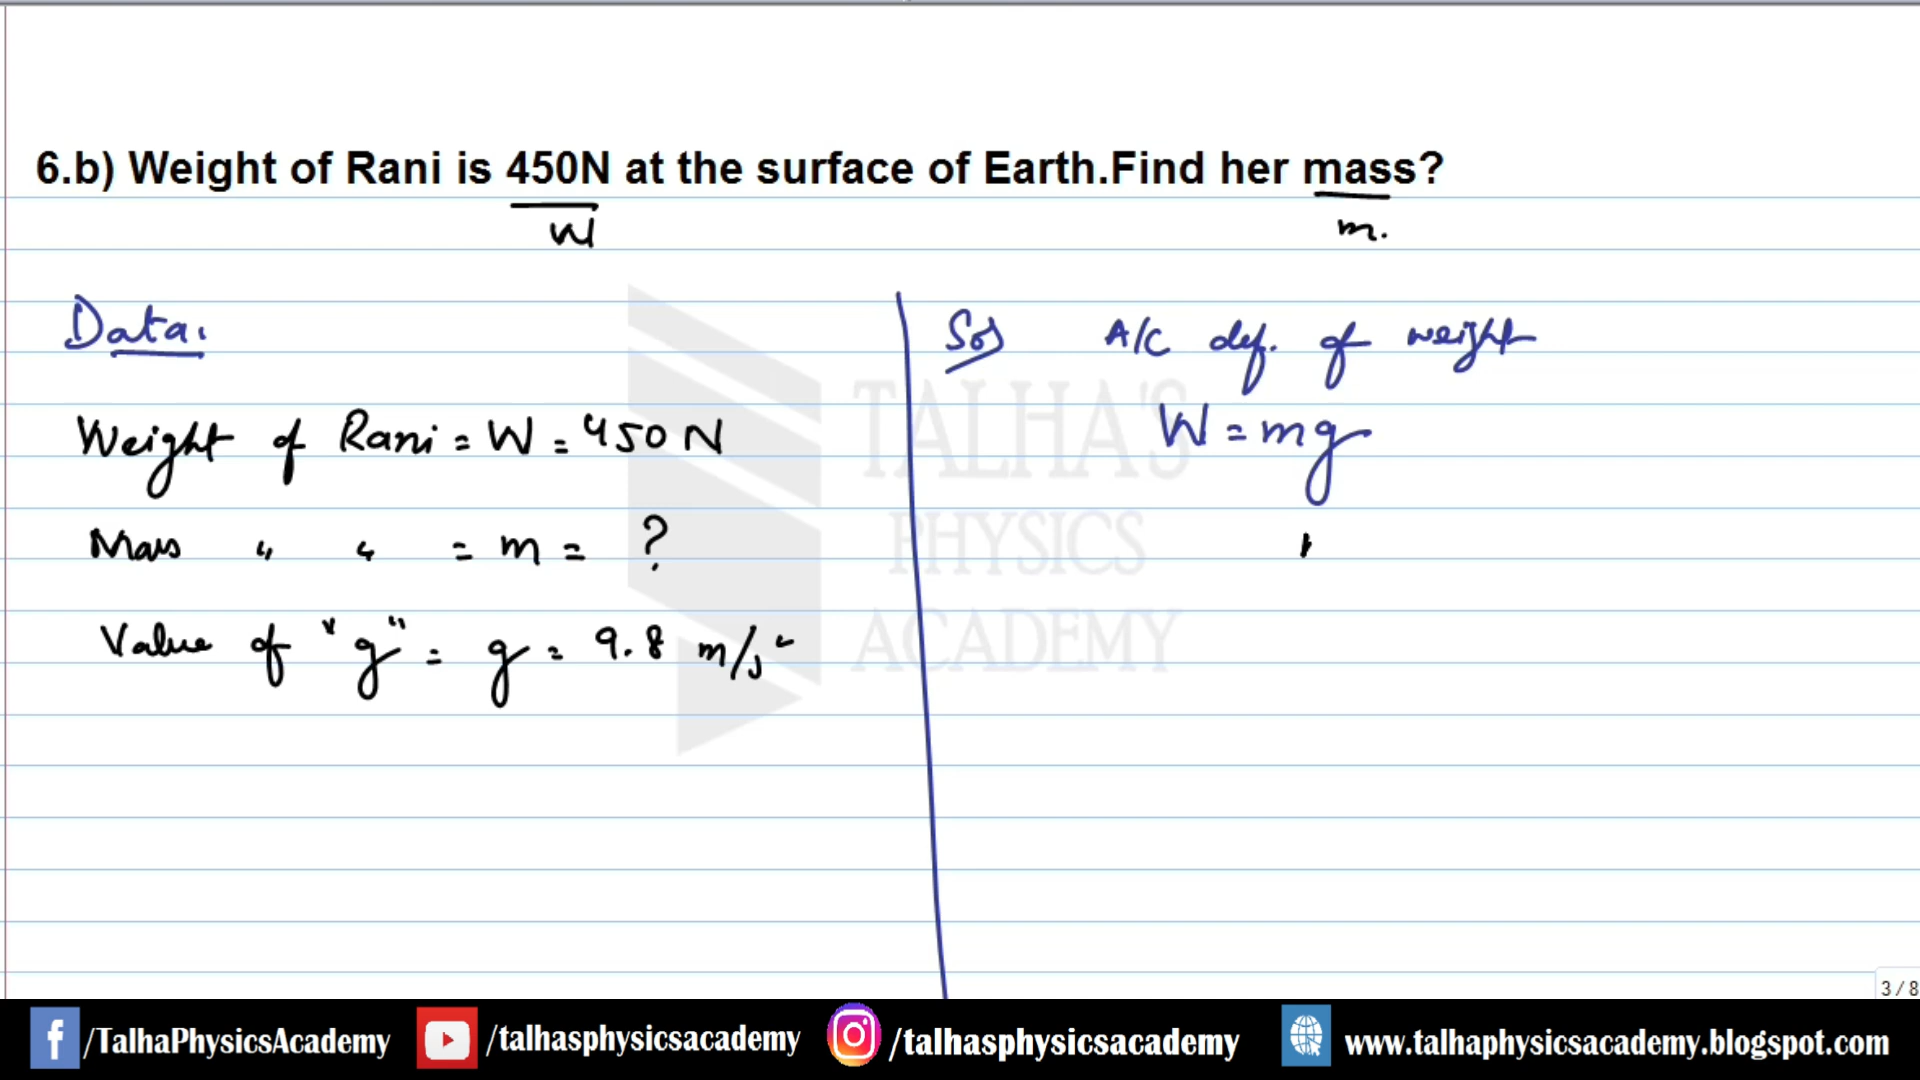 6.b) Weight of Rani is 450N at the surface of Earth.Find her mass?
W
m.
Data:
Weight of Rani = W = 450 N
Mass " " = m = ?
Value of "g" = g = 9.8 m/s²
Sol A/C def. of weight
W = mg
TALHA'S
PHYSICS
ACADEMY
3 / 8
/TalhaPhysicsAcademy
/talhasphysicsacademy
/talhasphysicsacademy
www.talhaphysicsacademy.blogspot.com